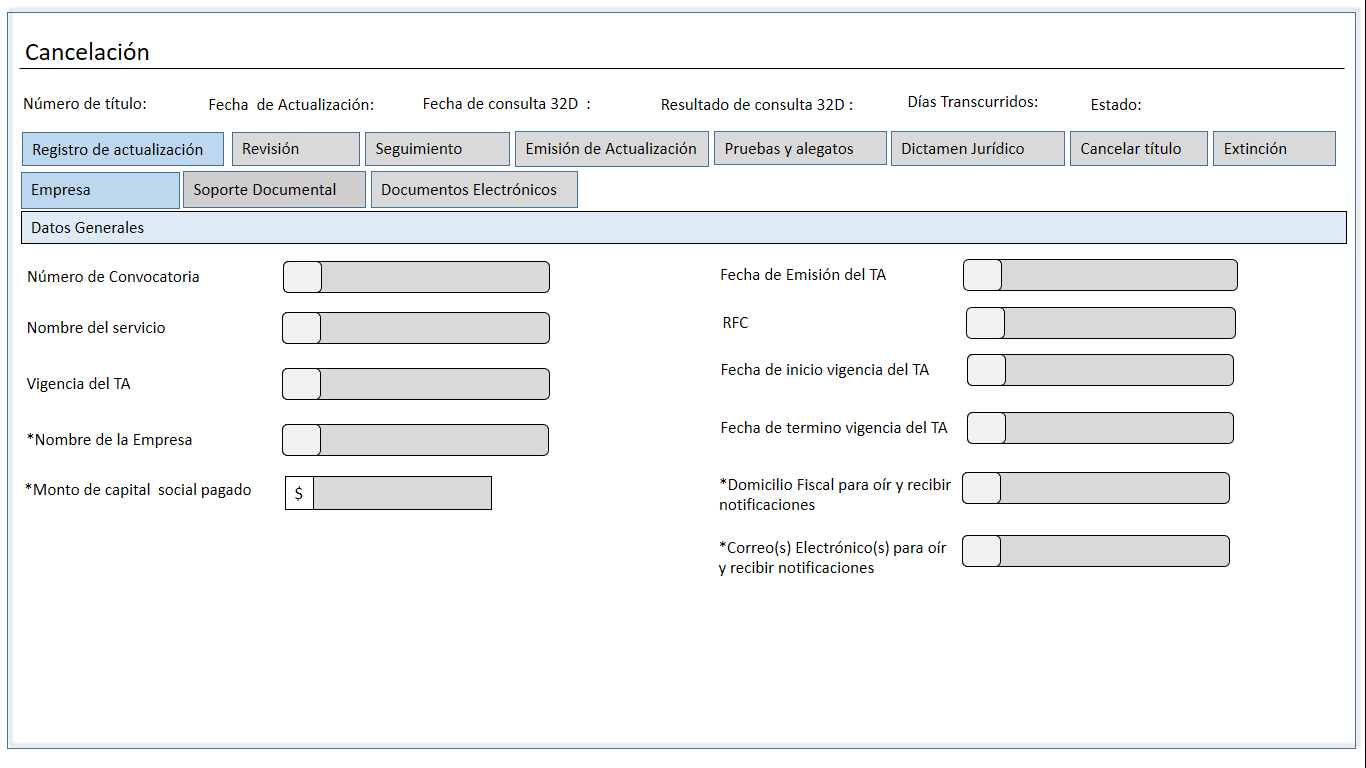 Cancelación
Número de título:
Fecha de Actualización:
Fecha de consulta 32D :
Resultado de consulta 32D :
Días Transcurridos:
Estado:
Registro de actualización
Revisión
Seguimiento
Emisión de Actualización
Pruebas y alegatos
Dictamen Jurídico
Cancelar título
Extinción
Empresa
Soporte Documental
Documentos Electrónicos
Datos Generales
Número de Convocatoria
Nombre del servicio
Vigencia del TA
*Nombre de la Empresa
*Monto de capital social pagado
$
Fecha de Emisión del TA
RFC
Fecha de inicio vigencia del TA
Fecha de termino vigencia del TA
*Domicilio Fiscal para oír y recibir
notificaciones
*Correo(s) Electrónico(s) para oír
y recibir notificaciones